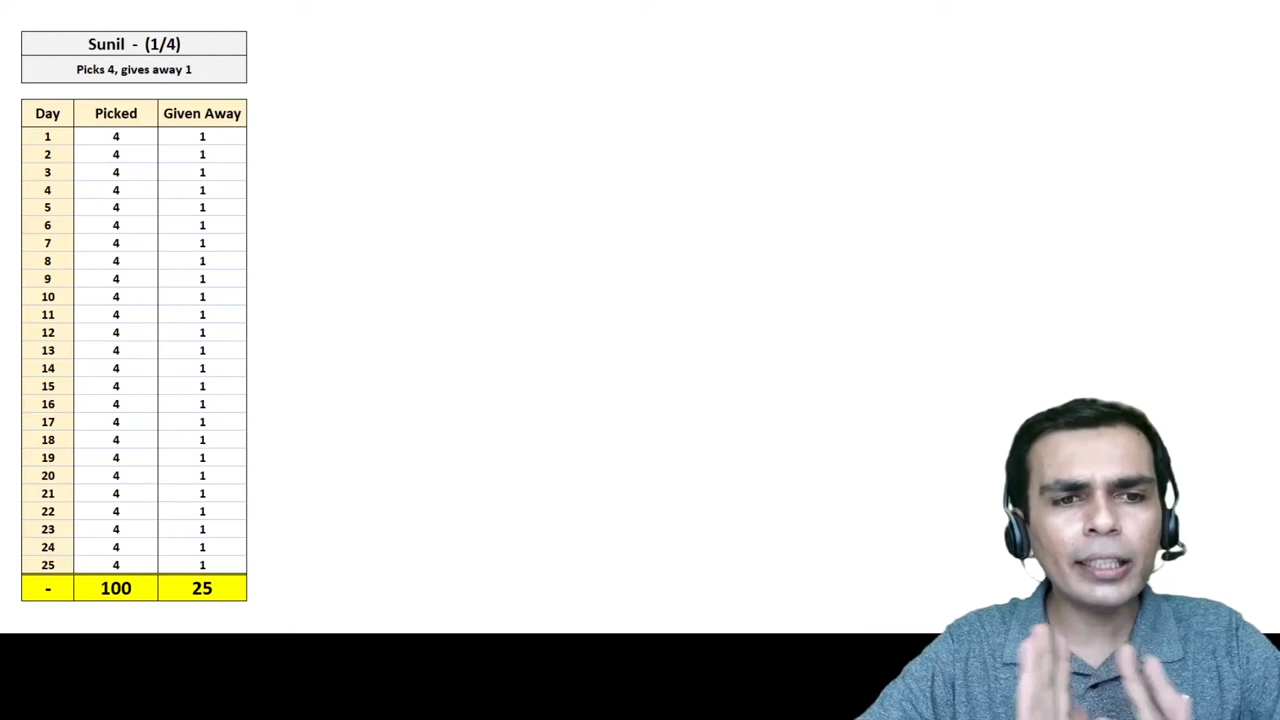 Sunil - (1/4)
Picks 4, gives away 1
Day Picked Given Away
1 4 1
2 4 1
3 4 1
4 4 1
5 4 1
6 4 1
7 4 1
8 4 1
9 4 1
10 4 1
11 4 1
12 4 1
13 4 1
14 4 1
15 4 1
16 4 1
17 4 1
18 4 1
19 4 1
20 4 1
21 4 1
22 4 1
23 4 1
24 4 1
25 4 1
- 100 25